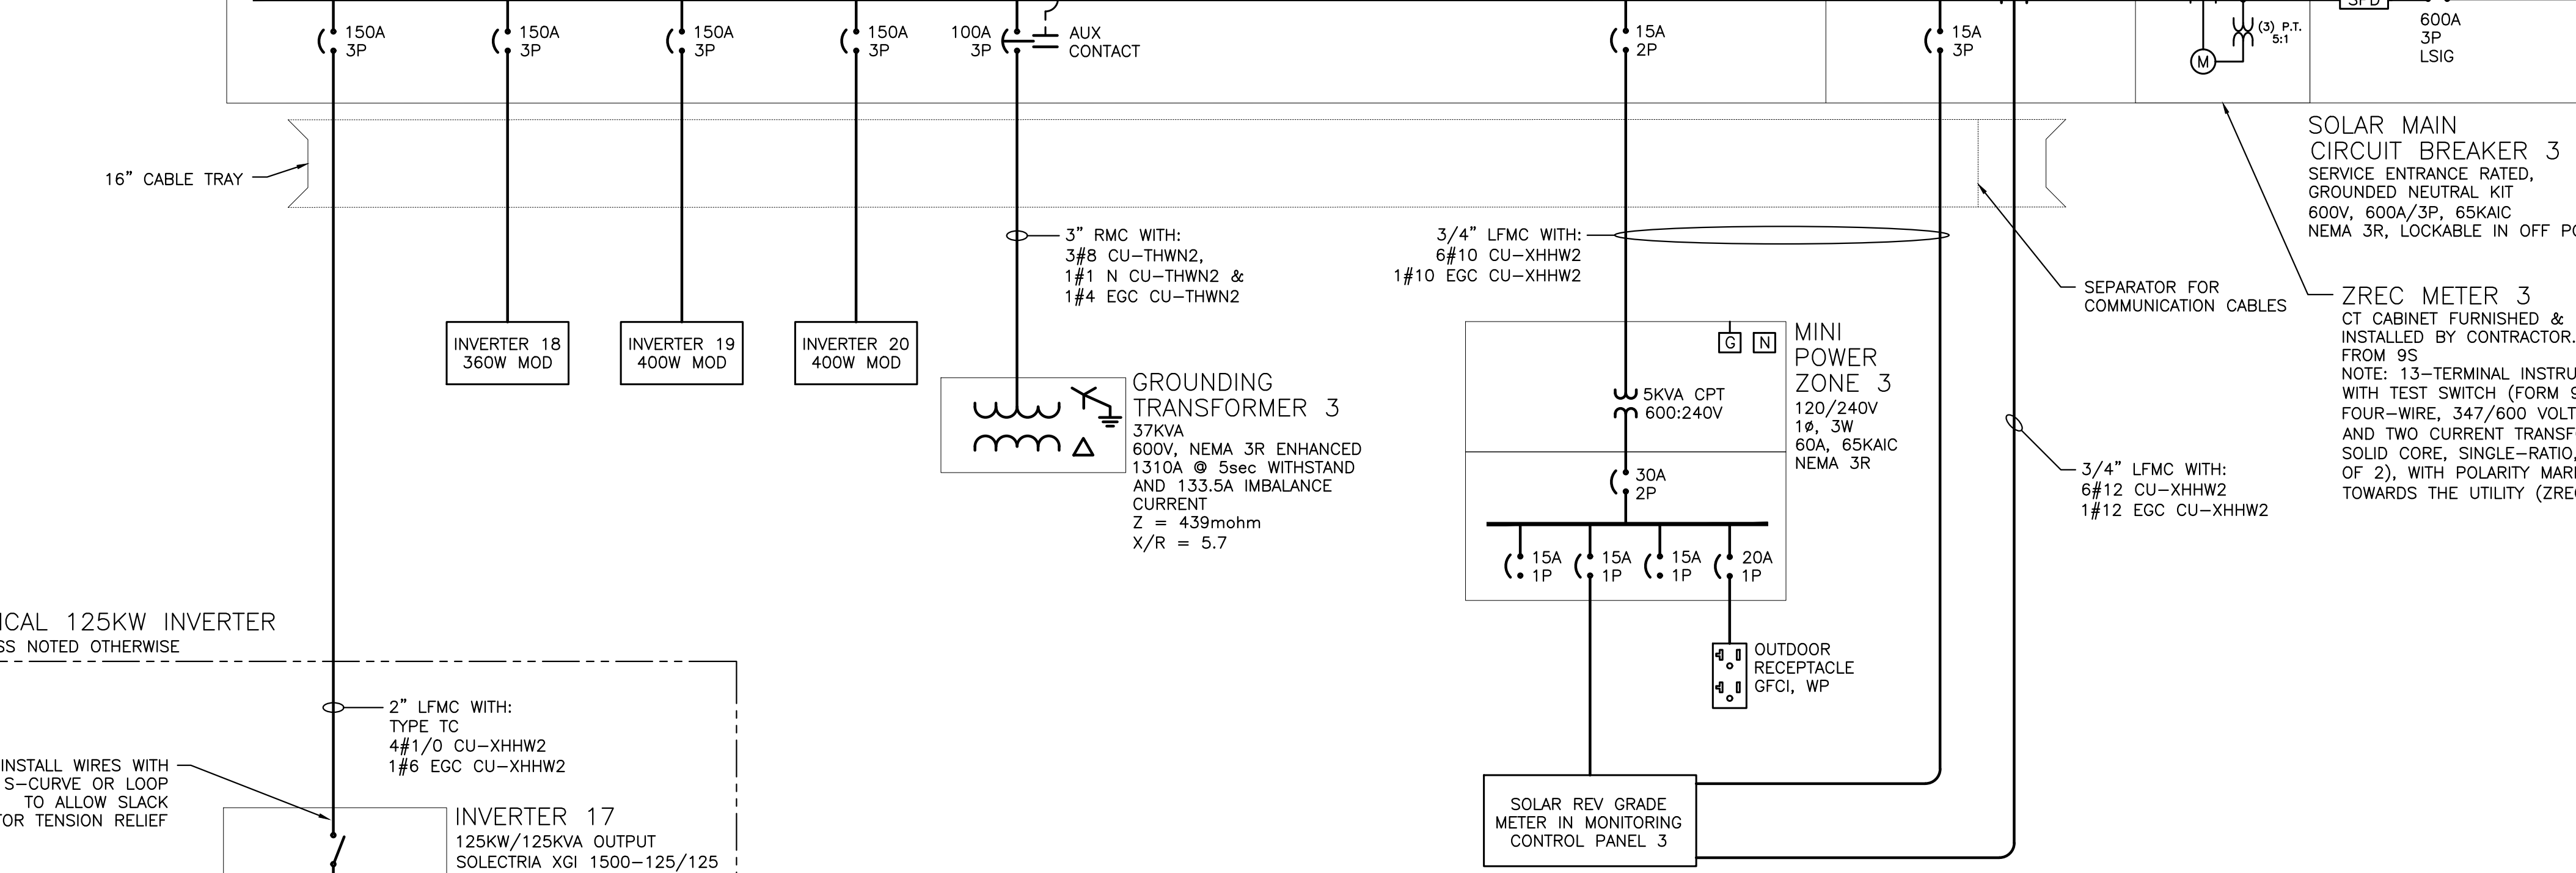 150A
3P
150A
3P
150A
3P
150A
3P
100A
3P
AUX
CONTACT
15A
2P
15A
3P
M
(3) P.T.
5:1
SPD
600A
3P
LSIG
16" CABLE TRAY
SOLAR MAIN
CIRCUIT BREAKER 3
SERVICE ENTRANCE RATED,
GROUNDED NEUTRAL KIT
600V, 600A/3P, 65KAIC
NEMA 3R, LOCKABLE IN OFF PO
3" RMC WITH:
3#8 CU-THWN2,
1#1 N CU-THWN2 &
1#4 EGC CU-THWN2
3/4" LFMC WITH:
6#10 CU-XHHW2
1#10 EGC CU-XHHW2
SEPARATOR FOR
COMMUNICATION CABLES
ZREC METER 3
CT CABINET FURNISHED &
INSTALLED BY CONTRACTOR.
FROM 9S
NOTE: 13-TERMINAL INSTRU
WITH TEST SWITCH (FORM 9
FOUR-WIRE, 347/600 VOLT
AND TWO CURRENT TRANSF
SOLID CORE, SINGLE-RATIO,
OF 2), WITH POLARITY MAR
TOWARDS THE UTILITY (ZRE
INVERTER 18
360W MOD
INVERTER 19
400W MOD
INVERTER 20
400W MOD
GROUNDING
TRANSFORMER 3
37KVA
600V, NEMA 3R ENHANCED
1310A @ 5sec WITHSTAND
AND 133.5A IMBALANCE
CURRENT
Z = 439mohm
X/R = 5.7
G N
MINI
POWER
ZONE 3
120/240V
1ø, 3W
60A, 65KAIC
NEMA 3R
5KVA CPT
600:240V
30A
2P
15A
1P
15A
1P
15A
1P
20A
1P
3/4" LFMC WITH:
6#12 CU-XHHW2
1#12 EGC CU-XHHW2
OUTDOOR
RECEPTACLE
GFCI, WP
SOLAR REV GRADE
METER IN MONITORING
CONTROL PANEL 3
ICAL 125KW INVERTER
SS NOTED OTHERWISE
2" LFMC WITH:
TYPE TC
4#1/0 CU-XHHW2
1#6 EGC CU-XHHW2
INSTALL WIRES WITH
S-CURVE OR LOOP
TO ALLOW SLACK
FOR TENSION RELIEF
INVERTER 17
125KW/125KVA OUTPUT
SOLECTRIA XGI 1500-125/125